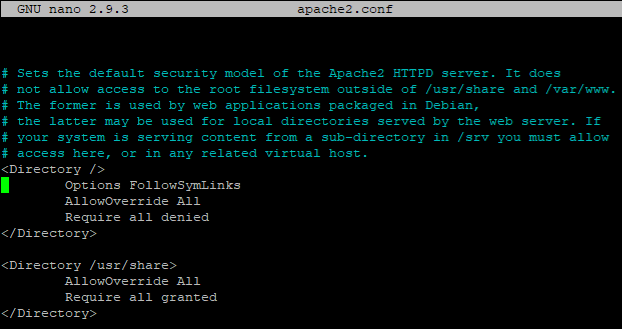 GNU nano 2.9.3 apache2.conf
# Sets the default security model of the Apache2 HTTPD server. It does
# not allow access to the root filesystem outside of /usr/share and /var/www.
# The former is used by web applications packaged in Debian,
# the latter may be used for local directories served by the web server. If
# your system is serving content from a sub-directory in /srv you must allow
# access here, or in any related virtual host.
<Directory />
Options FollowSymLinks
AllowOverride All
Require all denied
</Directory>
<Directory /usr/share>
AllowOverride All
Require all granted
</Directory>